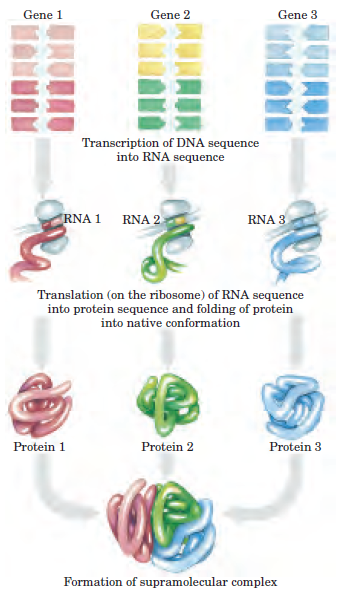 Gene 1
Gene 2
Gene 3
Transcription of DNA sequence
into RNA sequence
RNA 1
RNA 2
RNA 3
Translation (on the ribosome) of RNA sequence
into protein sequence and folding of protein
into native conformation
Protein 1
Protein 2
Protein 3
Formation of supramolecular complex